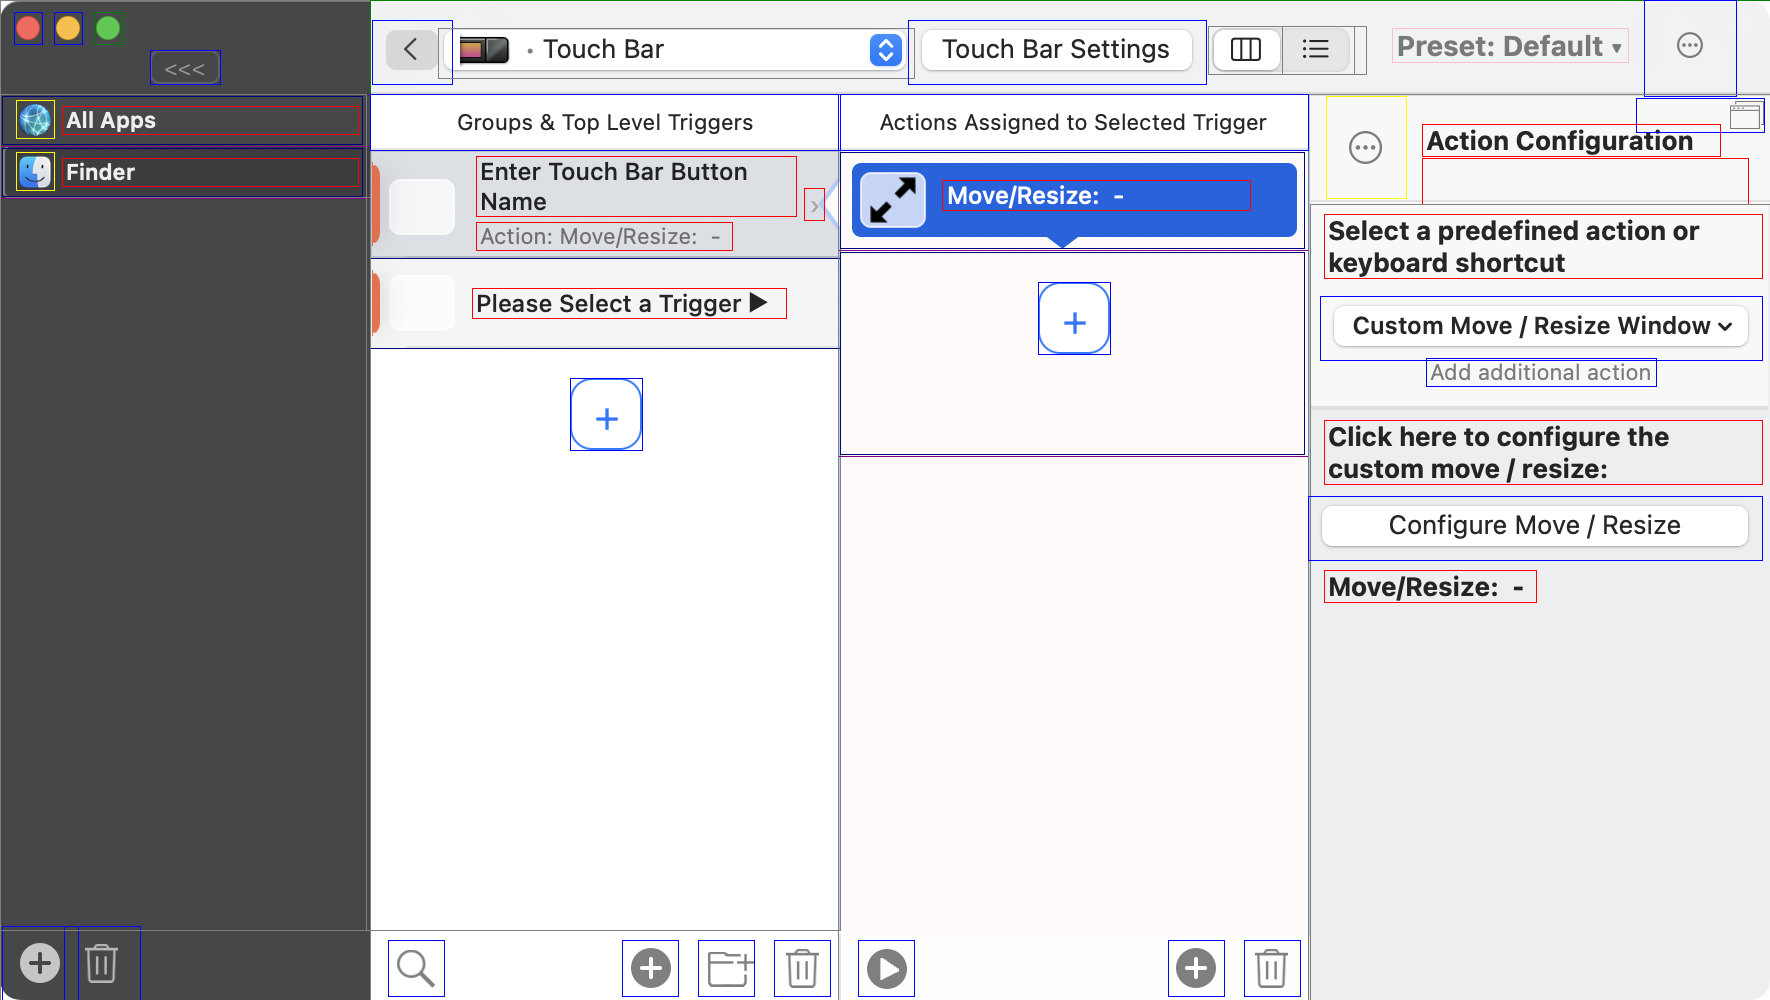 <<<
Touch Bar
Touch Bar Settings
Preset: Default ▾
All Apps
Finder
Groups & Top Level Triggers
Enter Touch Bar Button
Name
Action: Move/Resize:  -
Please Select a Trigger ▶
Actions Assigned to Selected Trigger
Move/Resize:  -
Action Configuration
Select a predefined action or
keyboard shortcut
Custom Move / Resize Window
Add additional action
Click here to configure the
custom move / resize:
Configure Move / Resize
Move/Resize:  -